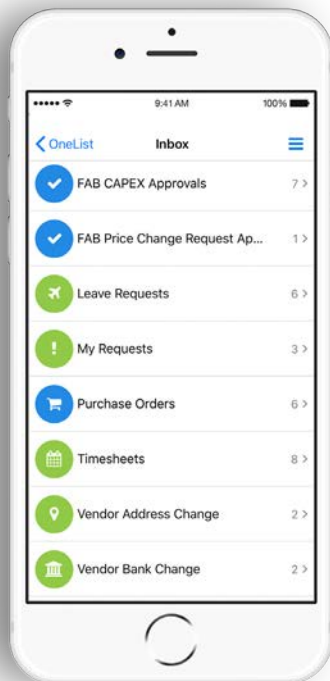 9:41 AM 100%
OneList Inbox
FAB CAPEX Approvals 7
FAB Price Change Request Ap... 1
Leave Requests 6
My Requests 3
Purchase Orders 6
Timesheets 8
Vendor Address Change 2
Vendor Bank Change 2